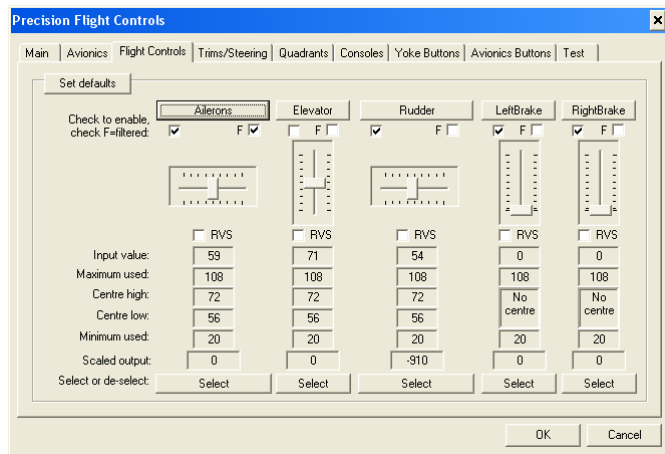 Precision Flight Controls
Main Avionics Flight Controls Trims/Steering Quadrants Consoles Yoke Buttons Avionics Buttons Test
Set defaults
Ailerons Elevator Rudder LeftBrake RightBrake
Check to enable,
check F=filtered: F F F F F
RVS RVS RVS RVS RVS
Input value: 59 71 54 0 0
Maximum used: 108 108 108 108 108
Centre high: 72 72 72 No centre No centre
Centre low: 56 56 56
Minimum used: 20 20 20 20 20
Scaled output: 0 0 -910 0 0
Select or de-select: Select Select Select Select Select
OK Cancel